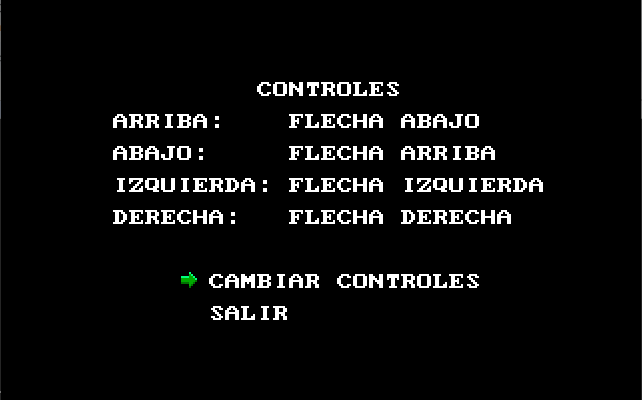 CONTROLES
ARRIBA: FLECHA ABAJO
ABAJO: FLECHA ARRIBA
IZQUIERDA: FLECHA IZQUIERDA
DERECHA: FLECHA DERECHA
CAMBIAR CONTROLES
SALIR